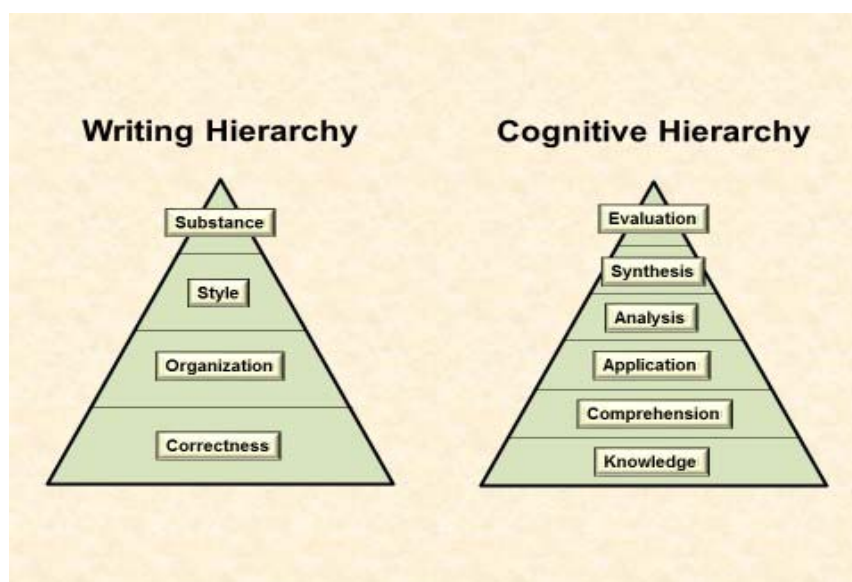 Writing Hierarchy
Substance
Style
Organization
Correctness
Cognitive Hierarchy
Evaluation
Synthesis
Analysis
Application
Comprehension
Knowledge